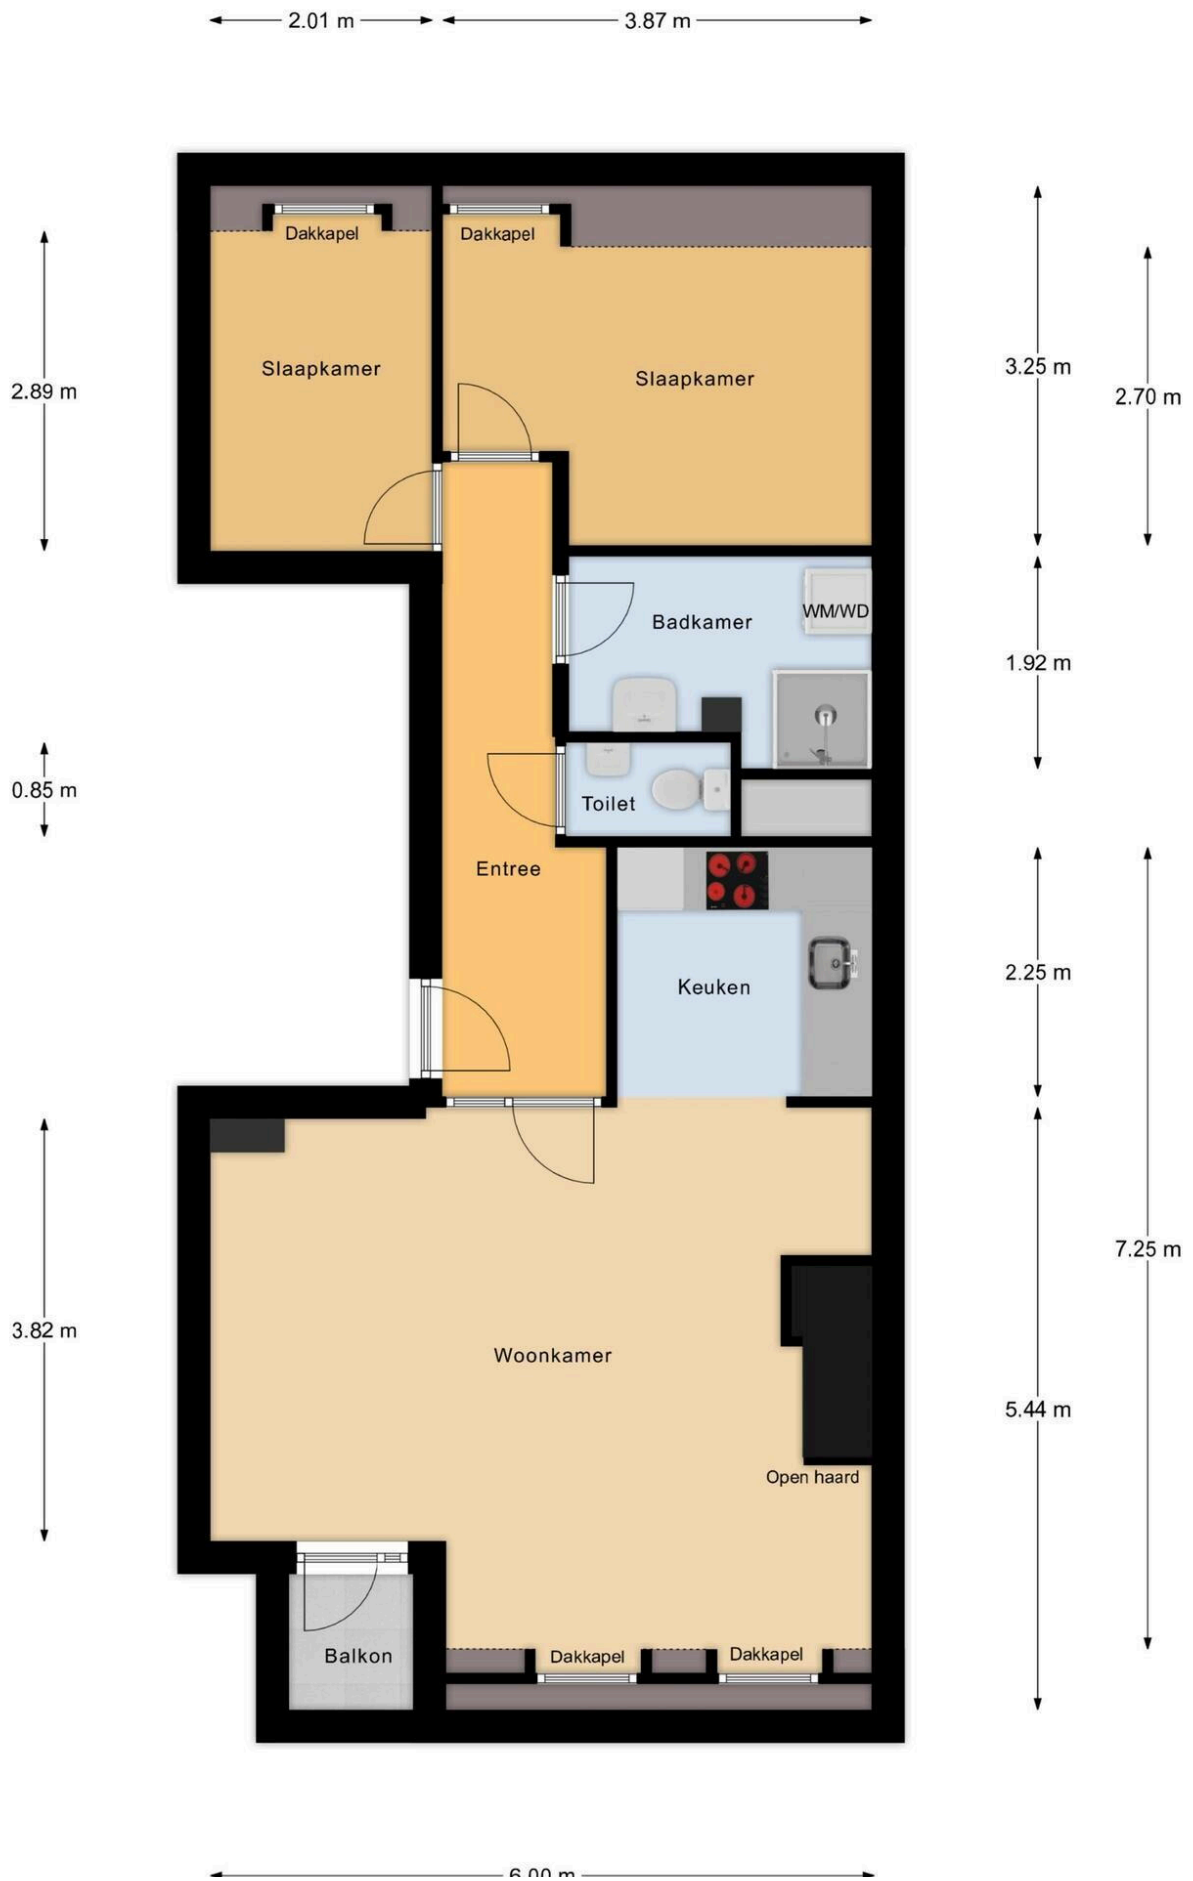 2.01 m
3.87 m
Dakkapel
Dakkapel
Slaapkamer
Slaapkamer
2.89 m
3.25 m
2.70 m
Badkamer
WM/WD
1.92 m
0.85 m
Toilet
Entree
Keuken
2.25 m
7.25 m
3.82 m
Woonkamer
5.44 m
Open haard
Balkon
Dakkapel
Dakkapel
6.00 m